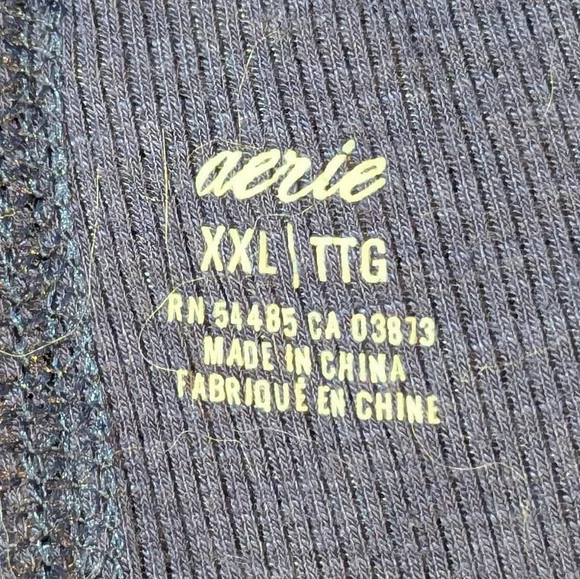 aerie
XXL | TTG
RN 54485 CA 03873
MADE IN CHINA
FABRIQUÉ EN CHINE